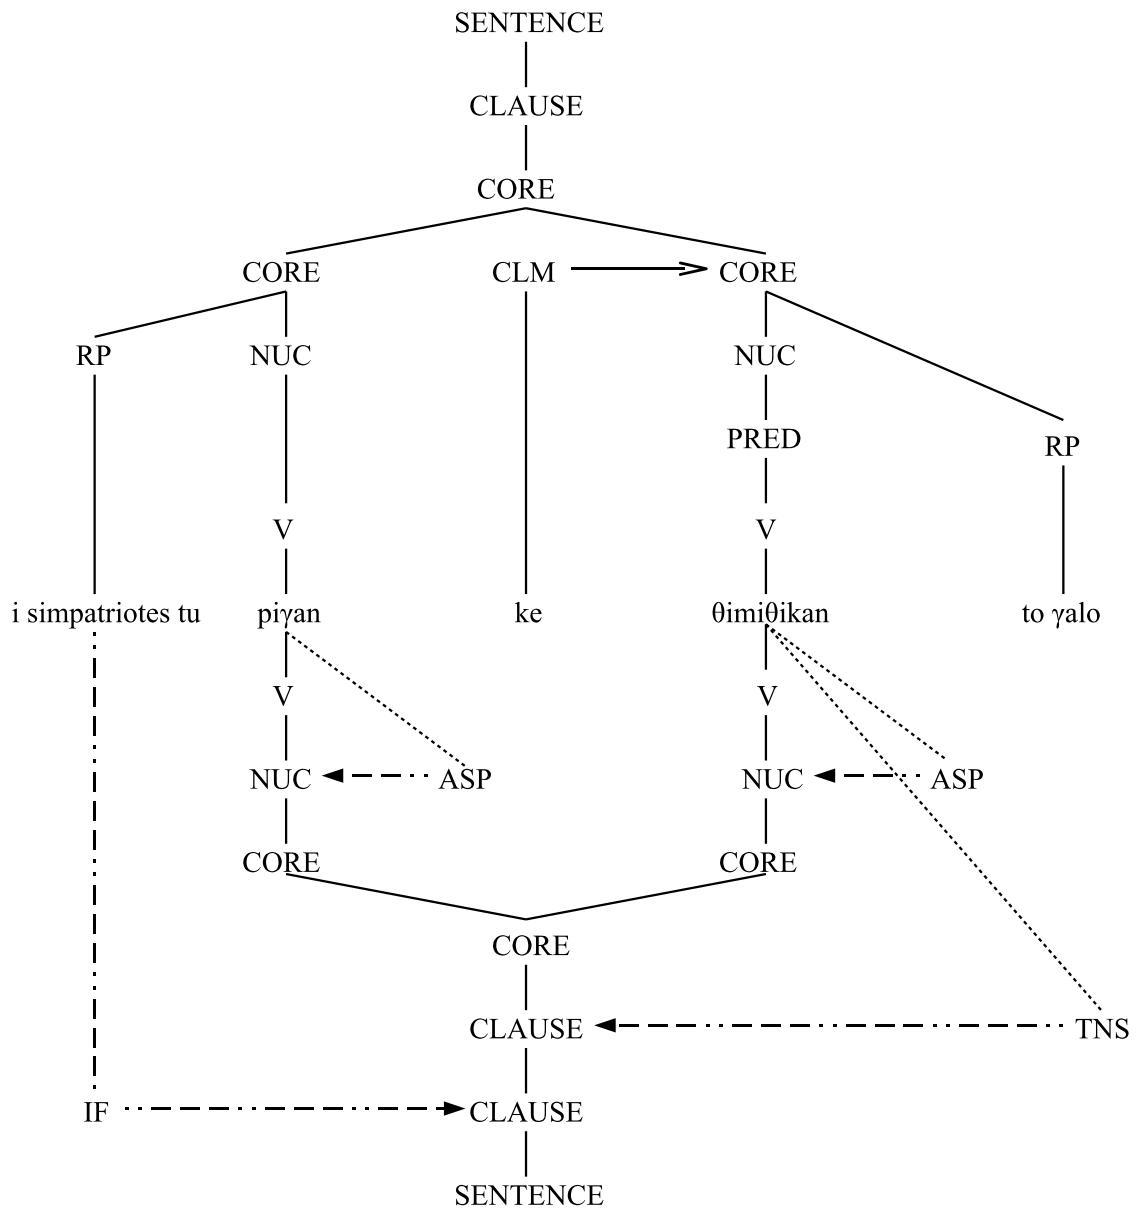 SENTENCE
CLAUSE
CORE
CORE CLM CORE
RP NUC NUC
PRED
RP
V V
i simpatriotes tu piγan ke θimiθikan to γalo
V V
NUC ASP NUC ASP
CORE CORE
CORE
CLAUSE TNS
IF CLAUSE
SENTENCE